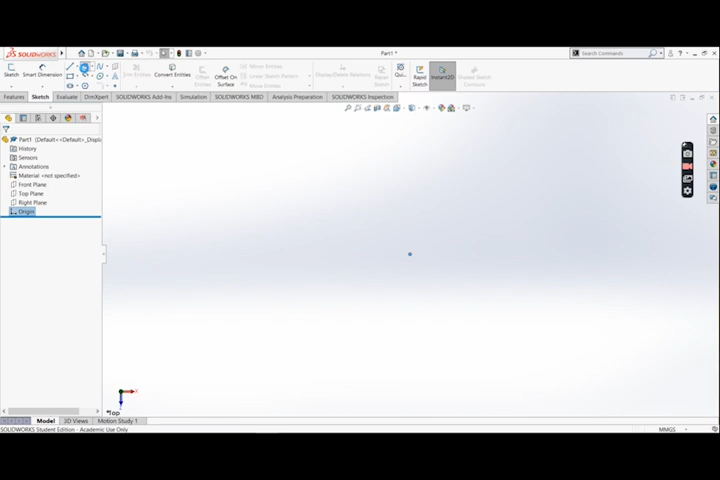 SOLIDWORKS
Part1 *
Search Commands
Sketch
Smart Dimension
Trim Entities
Convert Entities
Offset Entities
Offset On Surface
Mirror Entities
Linear Sketch Pattern
Move Entities
Display/Delete Relations
Repair Sketch
Qui...
Rapid Sketch
Instant2D
Shaded Sketch Contours
Features
Sketch
Evaluate
DimXpert
SOLIDWORKS Add-Ins
Simulation
SOLIDWORKS MBD
Analysis Preparation
SOLIDWORKS Inspection
Part1 (Default<<Default>_Displa
History
Sensors
Annotations
Material <not specified>
Front Plane
Top Plane
Right Plane
Origin
X
*Top
Model
3D Views
Motion Study 1
SOLIDWORKS Student Edition - Academic Use Only
MMGS